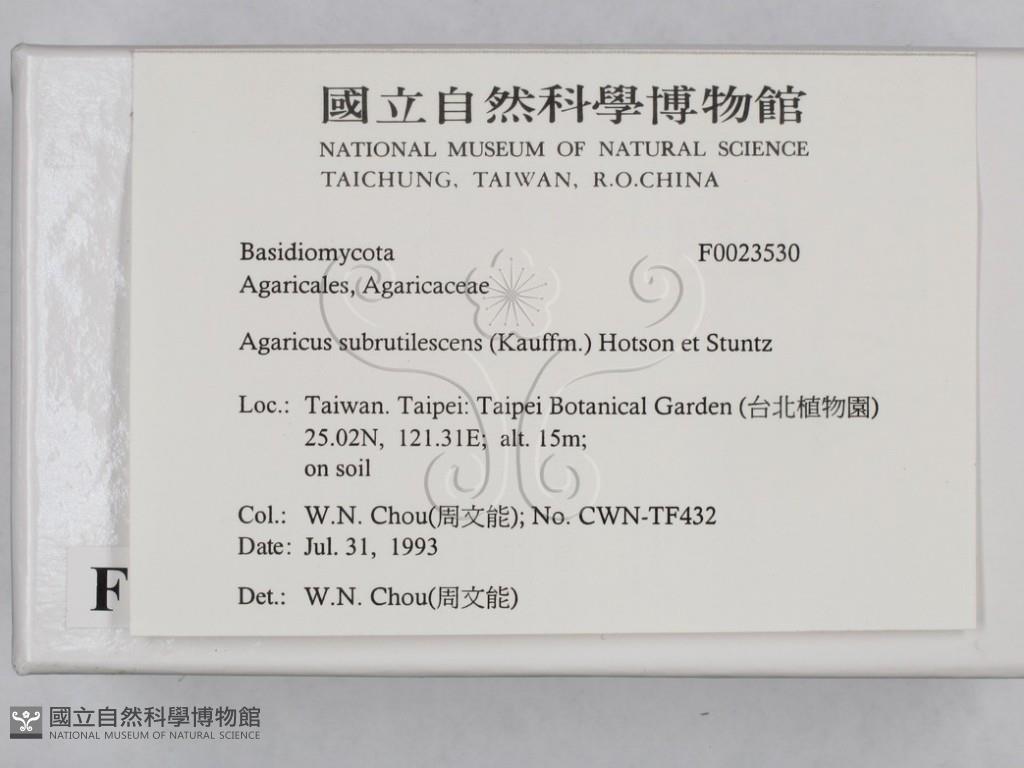 國立自然科學博物館
NATIONAL MUSEUM OF NATURAL SCIENCE
TAICHUNG, TAIWAN, R.O.CHINA
Basidiomycota F0023530
Agaricales, Agaricaceae
Agaricus subrutilescens (Kauffm.) Hotson et Stuntz
Loc.: Taiwan. Taipei: Taipei Botanical Garden (台北植物園)
25.02N, 121.31E; alt. 15m;
on soil
Col.: W.N. Chou(周文能); No. CWN-TF432
Date: Jul. 31, 1993
Det.: W.N. Chou(周文能)
F
國立自然科學博物館
NATIONAL MUSEUM OF NATURAL SCIENCE